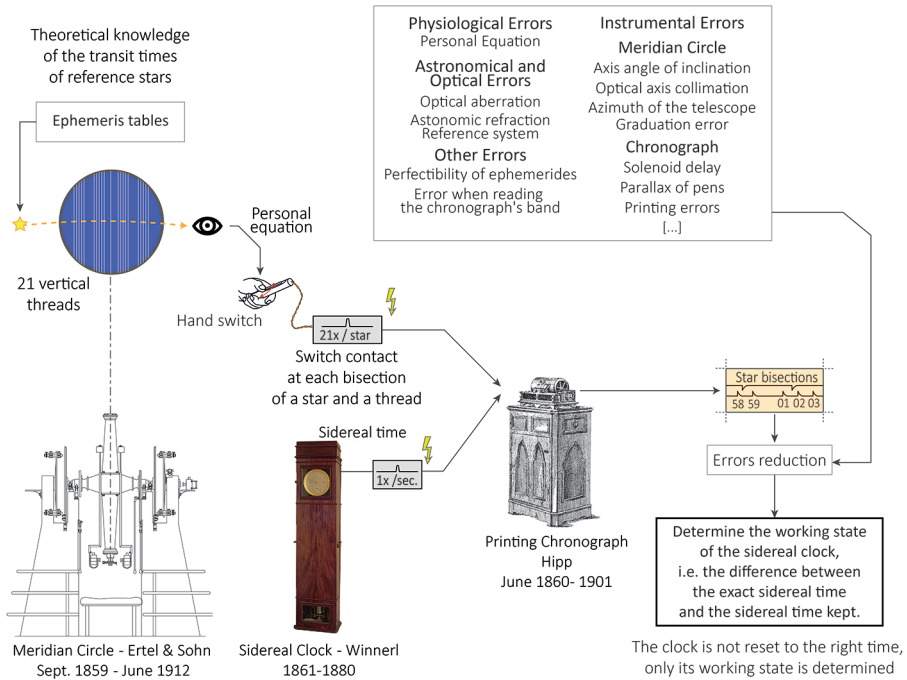 Theoretical knowledge
of the transit times
of reference stars
Ephemeris tables
21 vertical
threads
Personal
equation
Hand switch
21x / star
Switch contact
at each bisection
of a star and a thread
Sidereal time
1x /sec.
Physiological Errors
Personal Equation
Astronomical and
Optical Errors
Optical aberration
Astonomic refraction
Reference system
Other Errors
Perfectibility of ephemerides
Error when reading
the chronograph's band
Instrumental Errors
Meridian Circle
Axis angle of inclination
Optical axis collimation
Azimuth of the telescope
Graduation error
Chronograph
Solenoid delay
Parallax of pens
Printing errors
[...]
Star bisections
58 59 01 02 03
Errors reduction
Determine the working state
of the sidereal clock,
i.e. the difference between
the exact sidereal time
and the sidereal time kept.
The clock is not reset to the right time,
only its working state is determined
Printing Chronograph
Hipp
June 1860- 1901
Meridian Circle - Ertel & Sohn
Sept. 1859 - June 1912
Sidereal Clock - Winnerl
1861-1880